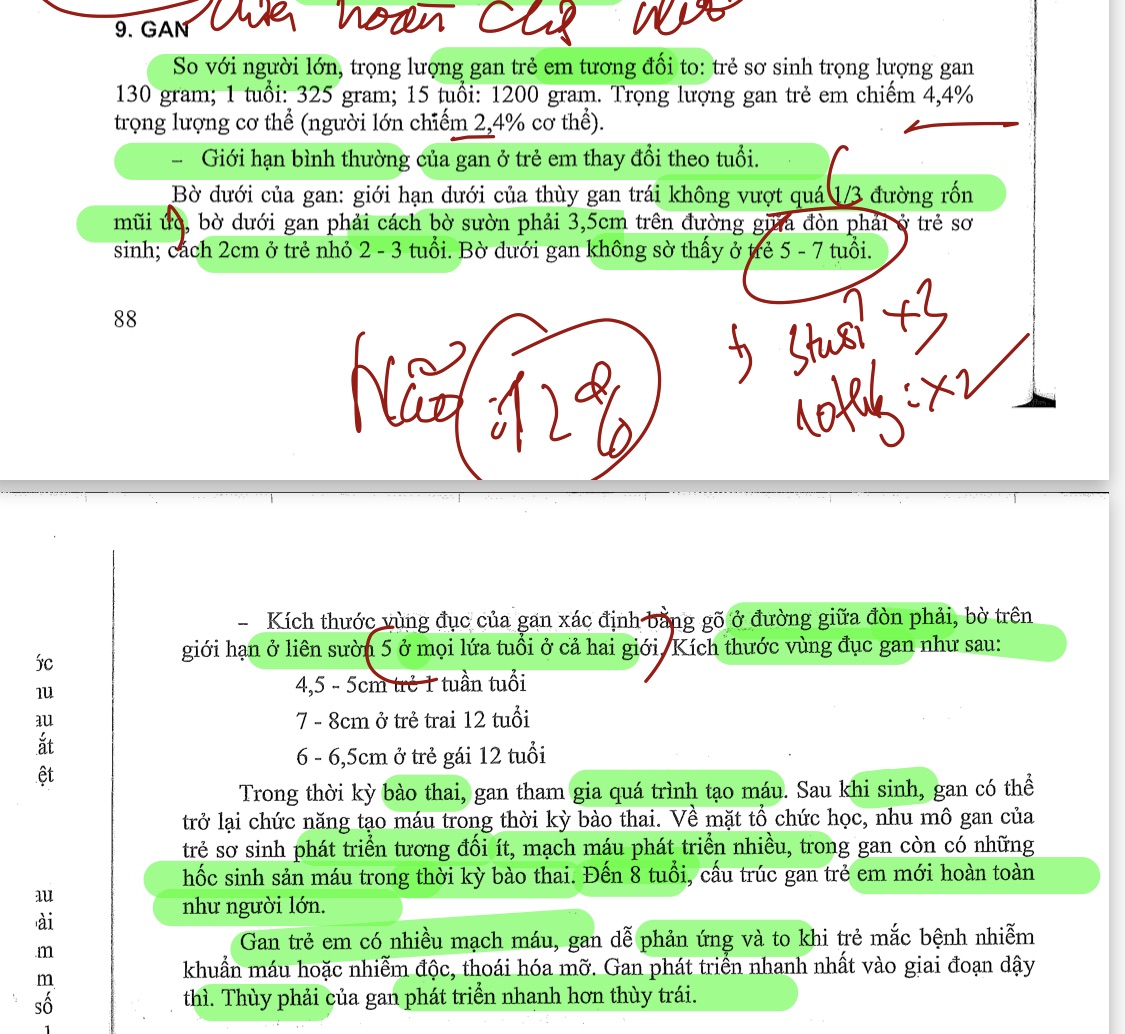 chưa hoàn chỉnh
9. GAN
So với người lớn, trọng lượng gan trẻ em tương đối to: trẻ sơ sinh trọng lượng gan
130 gram; 1 tuổi: 325 gram; 15 tuổi: 1200 gram. Trọng lượng gan trẻ em chiếm 4,4%
trọng lượng cơ thể (người lớn chiếm 2,4% cơ thể).
– Giới hạn bình thường của gan ở trẻ em thay đổi theo tuổi.
Bờ dưới của gan: giới hạn dưới của thùy gan trái không vượt quá 1/3 đường rốn
mũi ức, bờ dưới gan phải cách bờ sườn phải 3,5cm trên đường giữa đòn phải ở trẻ sơ
sinh; cách 2cm ở trẻ nhỏ 2 - 3 tuổi. Bờ dưới gan không sờ thấy ở trẻ 5 - 7 tuổi.
88
Não : 12%
3 tuổi +3
10 thg : x2
– Kích thước vùng đục của gan xác định bằng gõ ở đường giữa đòn phải, bờ trên
giới hạn ở liên sườn 5 ở mọi lứa tuổi ở cả hai giới. Kích thước vùng đục gan như sau:
4,5 - 5cm trẻ 1 tuần tuổi
7 - 8cm ở trẻ trai 12 tuổi
6 - 6,5cm ở trẻ gái 12 tuổi
Trong thời kỳ bào thai, gan tham gia quá trình tạo máu. Sau khi sinh, gan có thể
trở lại chức năng tạo máu trong thời kỳ bào thai. Về mặt tổ chức học, nhu mô gan của
trẻ sơ sinh phát triển tương đối ít, mạch máu phát triển nhiều, trong gan còn có những
hốc sinh sản máu trong thời kỳ bào thai. Đến 8 tuổi, cấu trúc gan trẻ em mới hoàn toàn
như người lớn.
Gan trẻ em có nhiều mạch máu, gan dễ phản ứng và to khi trẻ mắc bệnh nhiễm
khuẩn máu hoặc nhiễm độc, thoái hóa mỡ. Gan phát triển nhanh nhất vào giai đoạn dậy
thì. Thùy phải của gan phát triển nhanh hơn thùy trái.
ớc
au
ắt
ệt
au
ài
m
m
số